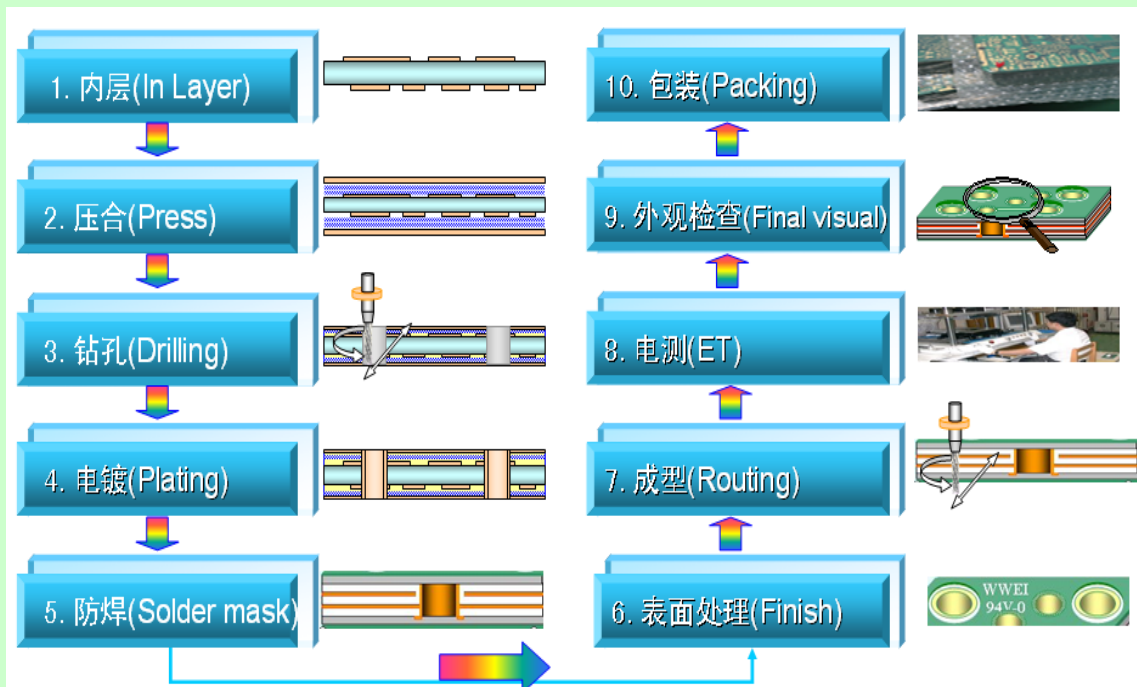 1. 内层(In Layer)
2. 压合(Press)
3. 钻孔(Drilling)
4. 电镀(Plating)
5. 防焊(Solder mask)
6. 表面处理(Finish)
WWEI
94V-0
7. 成型(Routing)
8. 电测(ET)
9. 外观检查(Final visual)
10. 包装(Packing)